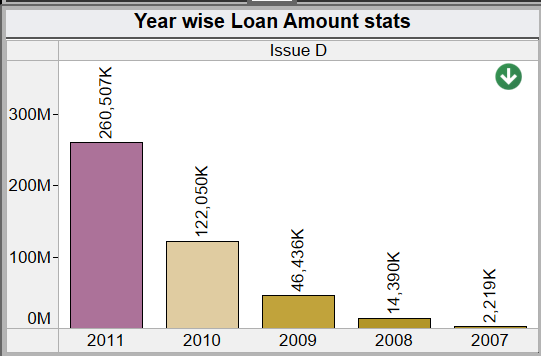 Year wise Loan Amount stats
Issue D
300M
200M
100M
0M
260,507K
122,050K
46,436K
14,390K
2,219K
2011 2010 2009 2008 2007